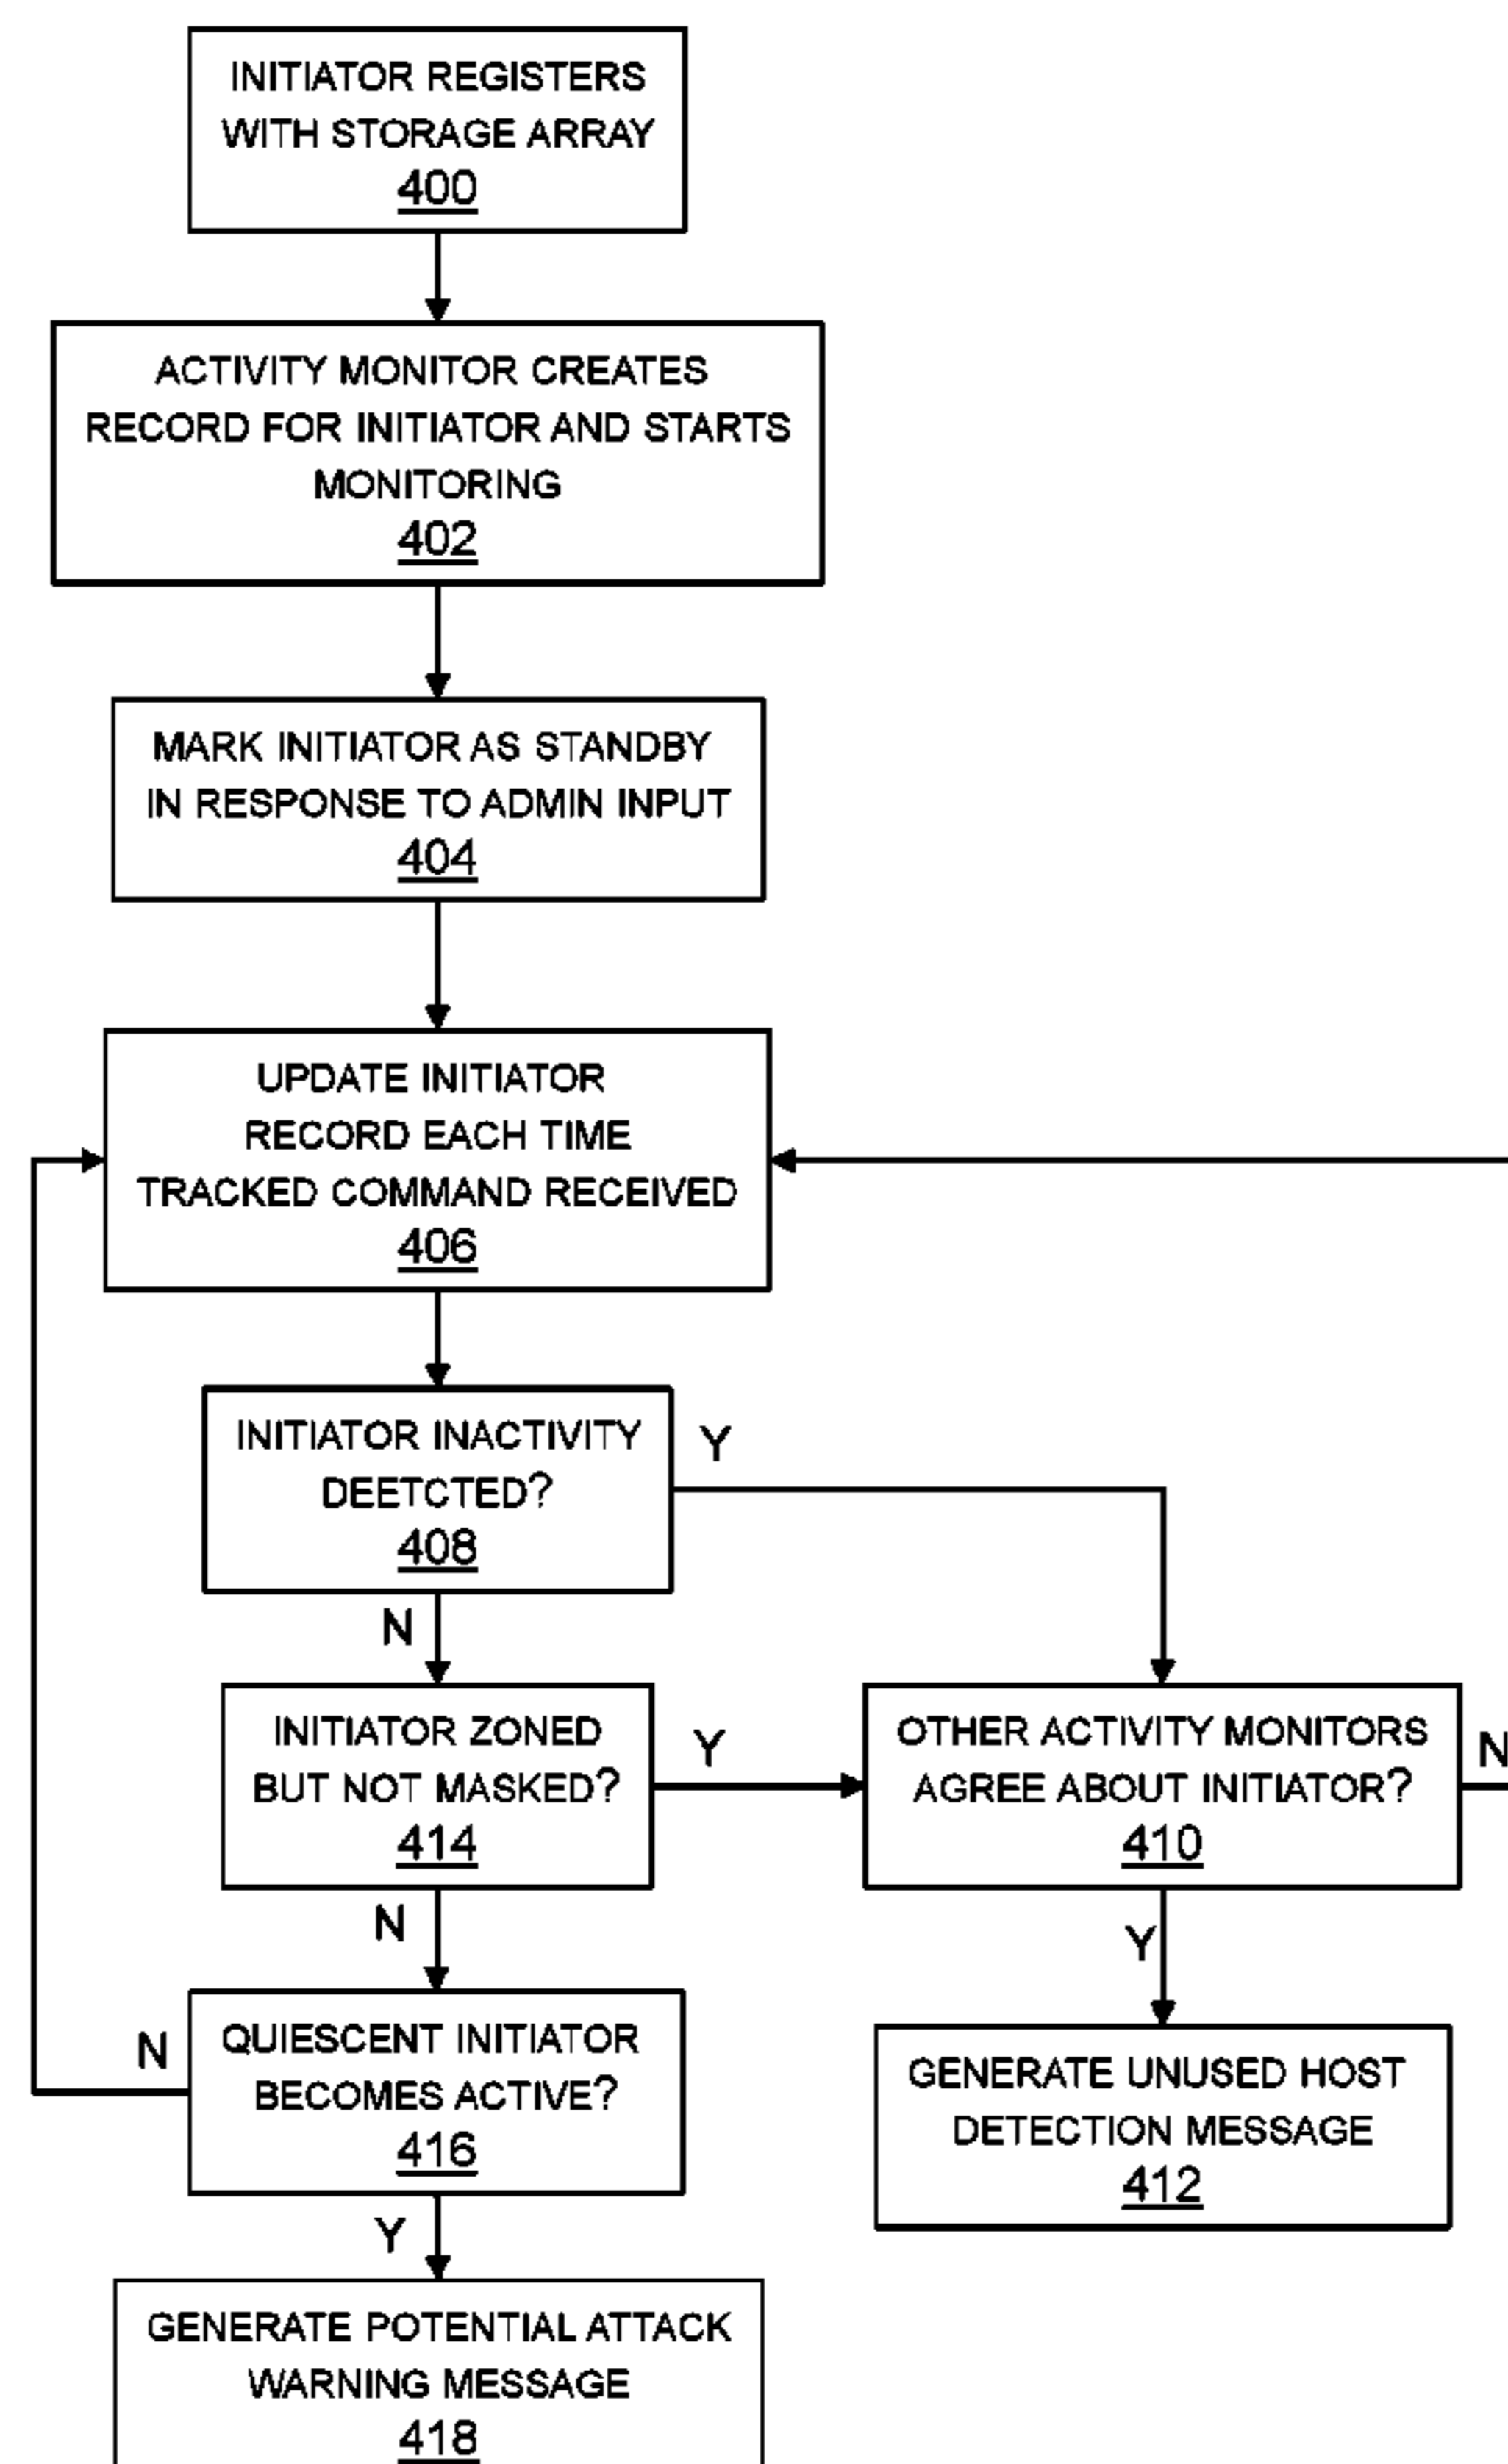 INITIATOR REGISTERS
WITH STORAGE ARRAY
400
ACTIVITY MONITOR CREATES
RECORD FOR INITIATOR AND STARTS
MONITORING
402
MARK INITIATOR AS STANDBY
IN RESPONSE TO ADMIN INPUT
404
UPDATE INITIATOR
RECORD EACH TIME
TRACKED COMMAND RECEIVED
406
INITIATOR INACTIVITY
DEETCTED?
408
Y
N
INITIATOR ZONED
BUT NOT MASKED?
414
Y
OTHER ACTIVITY MONITORS
AGREE ABOUT INITIATOR?
410
N
N
Y
QUIESCENT INITIATOR
BECOMES ACTIVE?
416
N
GENERATE UNUSED HOST
DETECTION MESSAGE
412
Y
GENERATE POTENTIAL ATTACK
WARNING MESSAGE
418